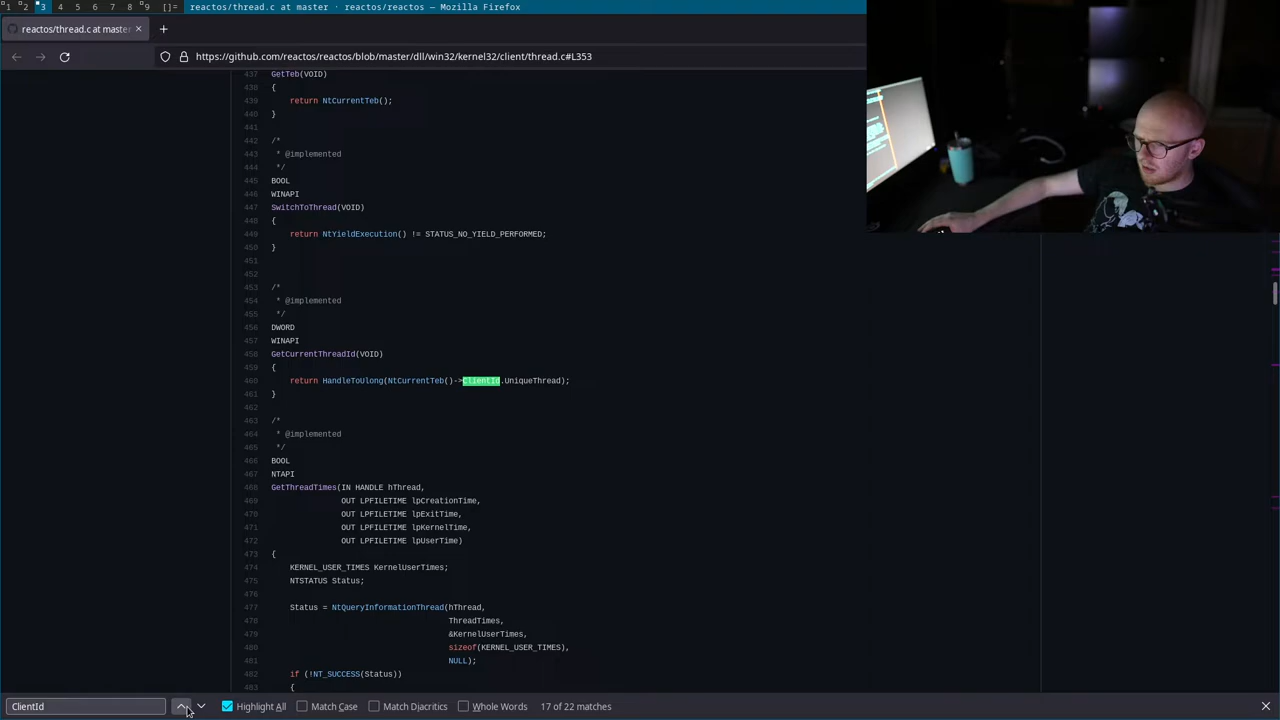 1 2 3 4 5 6 7 8 9 []= reactos/thread.c at master · reactos/reactos — Mozilla Firefox
reactos/thread.c at master
https://github.com/reactos/reactos/blob/master/dll/win32/kernel32/client/thread.c#L353
437 GetTeb(VOID)
438 {
439 return NtCurrentTeb();
440 }
441
442 /*
443 * @implemented
444 */
445 BOOL
446 WINAPI
447 SwitchToThread(VOID)
448 {
449 return NtYieldExecution() != STATUS_NO_YIELD_PERFORMED;
450 }
451
452
453 /*
454 * @implemented
455 */
456 DWORD
457 WINAPI
458 GetCurrentThreadId(VOID)
459 {
460 return HandleToUlong(NtCurrentTeb()->ClientId.UniqueThread);
461 }
462
463 /*
464 * @implemented
465 */
466 BOOL
467 NTAPI
468 GetThreadTimes(IN HANDLE hThread,
469 OUT LPFILETIME lpCreationTime,
470 OUT LPFILETIME lpExitTime,
471 OUT LPFILETIME lpKernelTime,
472 OUT LPFILETIME lpUserTime)
473 {
474 KERNEL_USER_TIMES KernelUserTimes;
475 NTSTATUS Status;
476
477 Status = NtQueryInformationThread(hThread,
478 ThreadTimes,
479 &KernelUserTimes,
480 sizeof(KERNEL_USER_TIMES),
481 NULL);
482 if (!NT_SUCCESS(Status))
483 {
ClientId Highlight All Match Case Match Diacritics Whole Words 17 of 22 matches